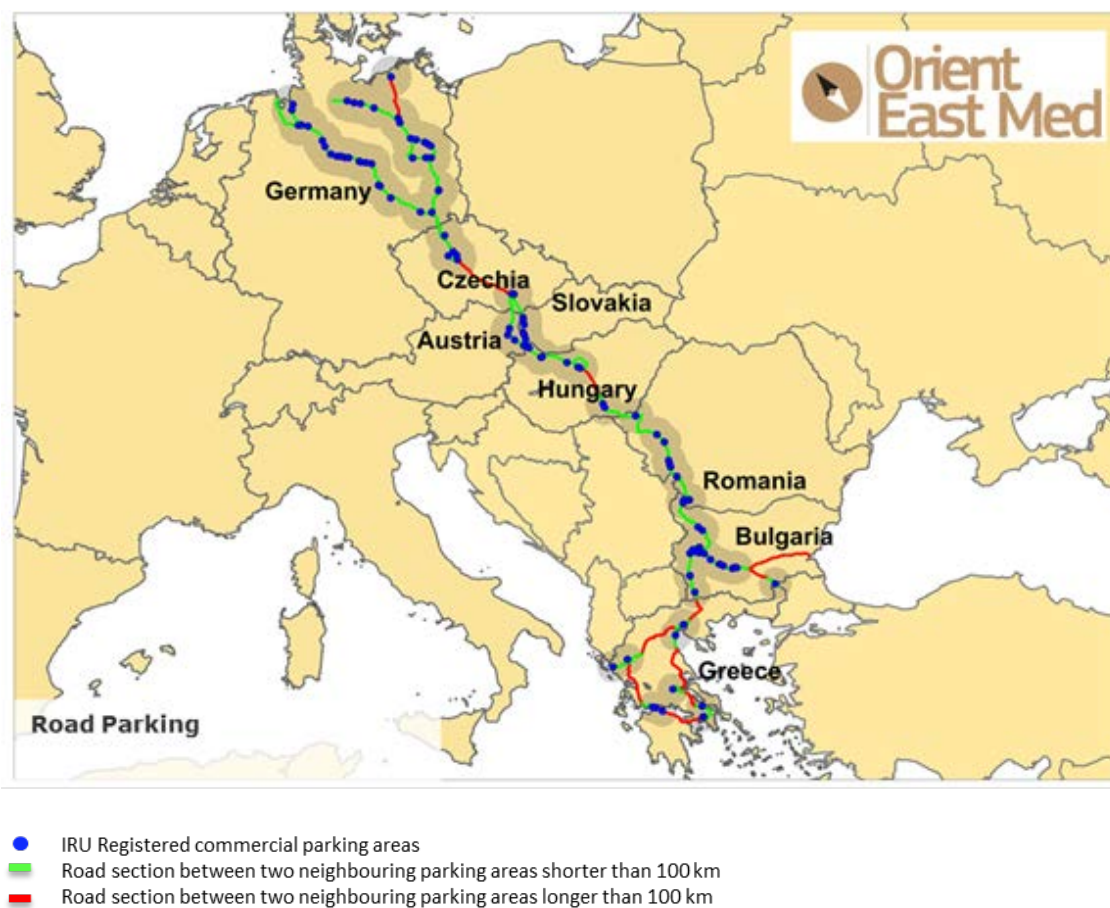 Orient
East Med
Germany
Czechia
Slovakia
Austria
Hungary
Romania
Bulgaria
Greece
Road Parking
IRU Registered commercial parking areas
Road section between two neighbouring parking areas shorter than 100 km
Road section between two neighbouring parking areas longer than 100 km